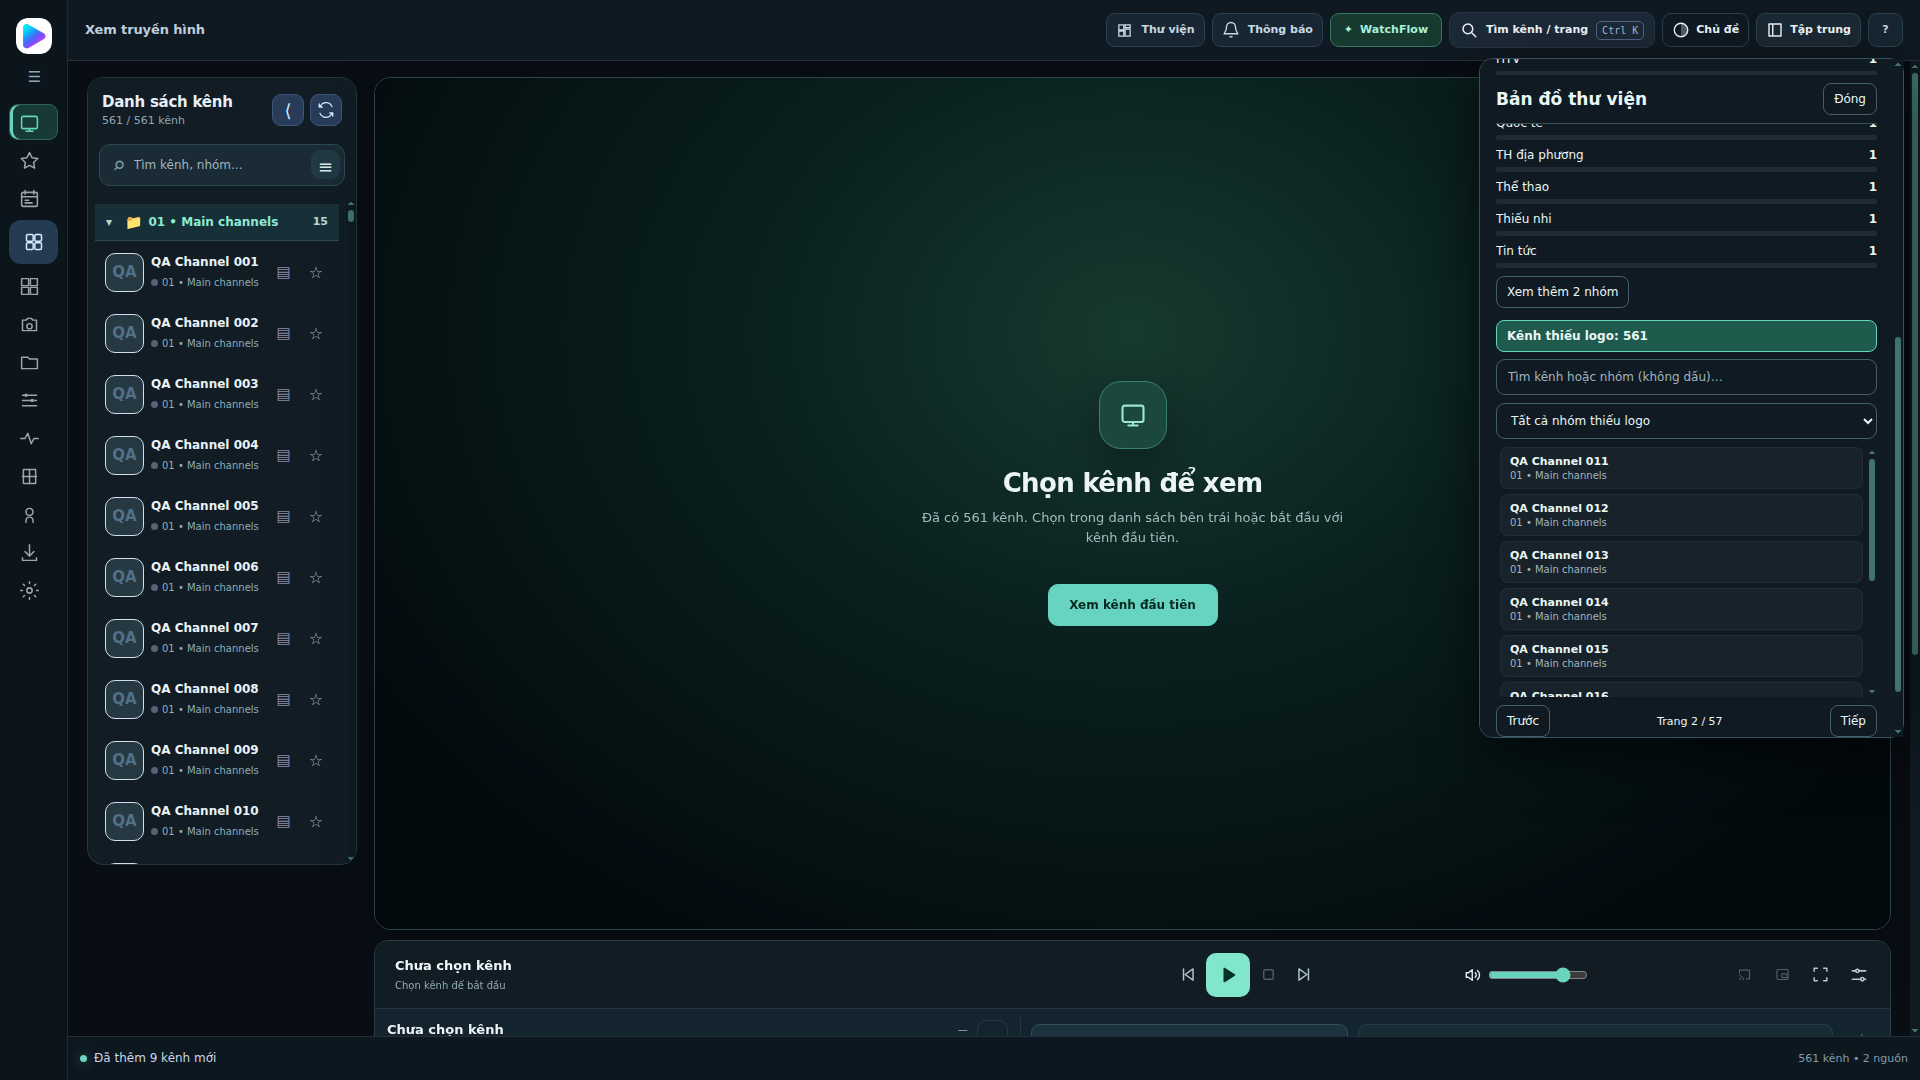 Xem truyền hình
Thư viện
Thông báo
✦ WatchFlow
Tìm kênh / trang
Ctrl K
Chủ đề
Tập trung
?
Danh sách kênh
561 / 561 kênh
Tìm kênh, nhóm...
01 • Main channels
15
QA
QA Channel 001
01 • Main channels
QA
QA Channel 002
01 • Main channels
QA
QA Channel 003
01 • Main channels
QA
QA Channel 004
01 • Main channels
QA
QA Channel 005
01 • Main channels
QA
QA Channel 006
01 • Main channels
QA
QA Channel 007
01 • Main channels
QA
QA Channel 008
01 • Main channels
QA
QA Channel 009
01 • Main channels
QA
QA Channel 010
01 • Main channels
Chọn kênh để xem
Đã có 561 kênh. Chọn trong danh sách bên trái hoặc bắt đầu với
kênh đầu tiên.
Xem kênh đầu tiên
Bản đồ thư viện
Đóng
Quốc tế
1
TH địa phương
1
Thể thao
1
Thiếu nhi
1
Tin tức
1
Xem thêm 2 nhóm
Kênh thiếu logo: 561
Tìm kênh hoặc nhóm (không dấu)...
Tất cả nhóm thiếu logo
QA Channel 011
01 • Main channels
QA Channel 012
01 • Main channels
QA Channel 013
01 • Main channels
QA Channel 014
01 • Main channels
QA Channel 015
01 • Main channels
QA Channel 016
Trước
Trang 2 / 57
Tiếp
Chưa chọn kênh
Chọn kênh để bắt đầu
Chưa chọn kênh
Đã thêm 9 kênh mới
561 kênh • 2 nguồn